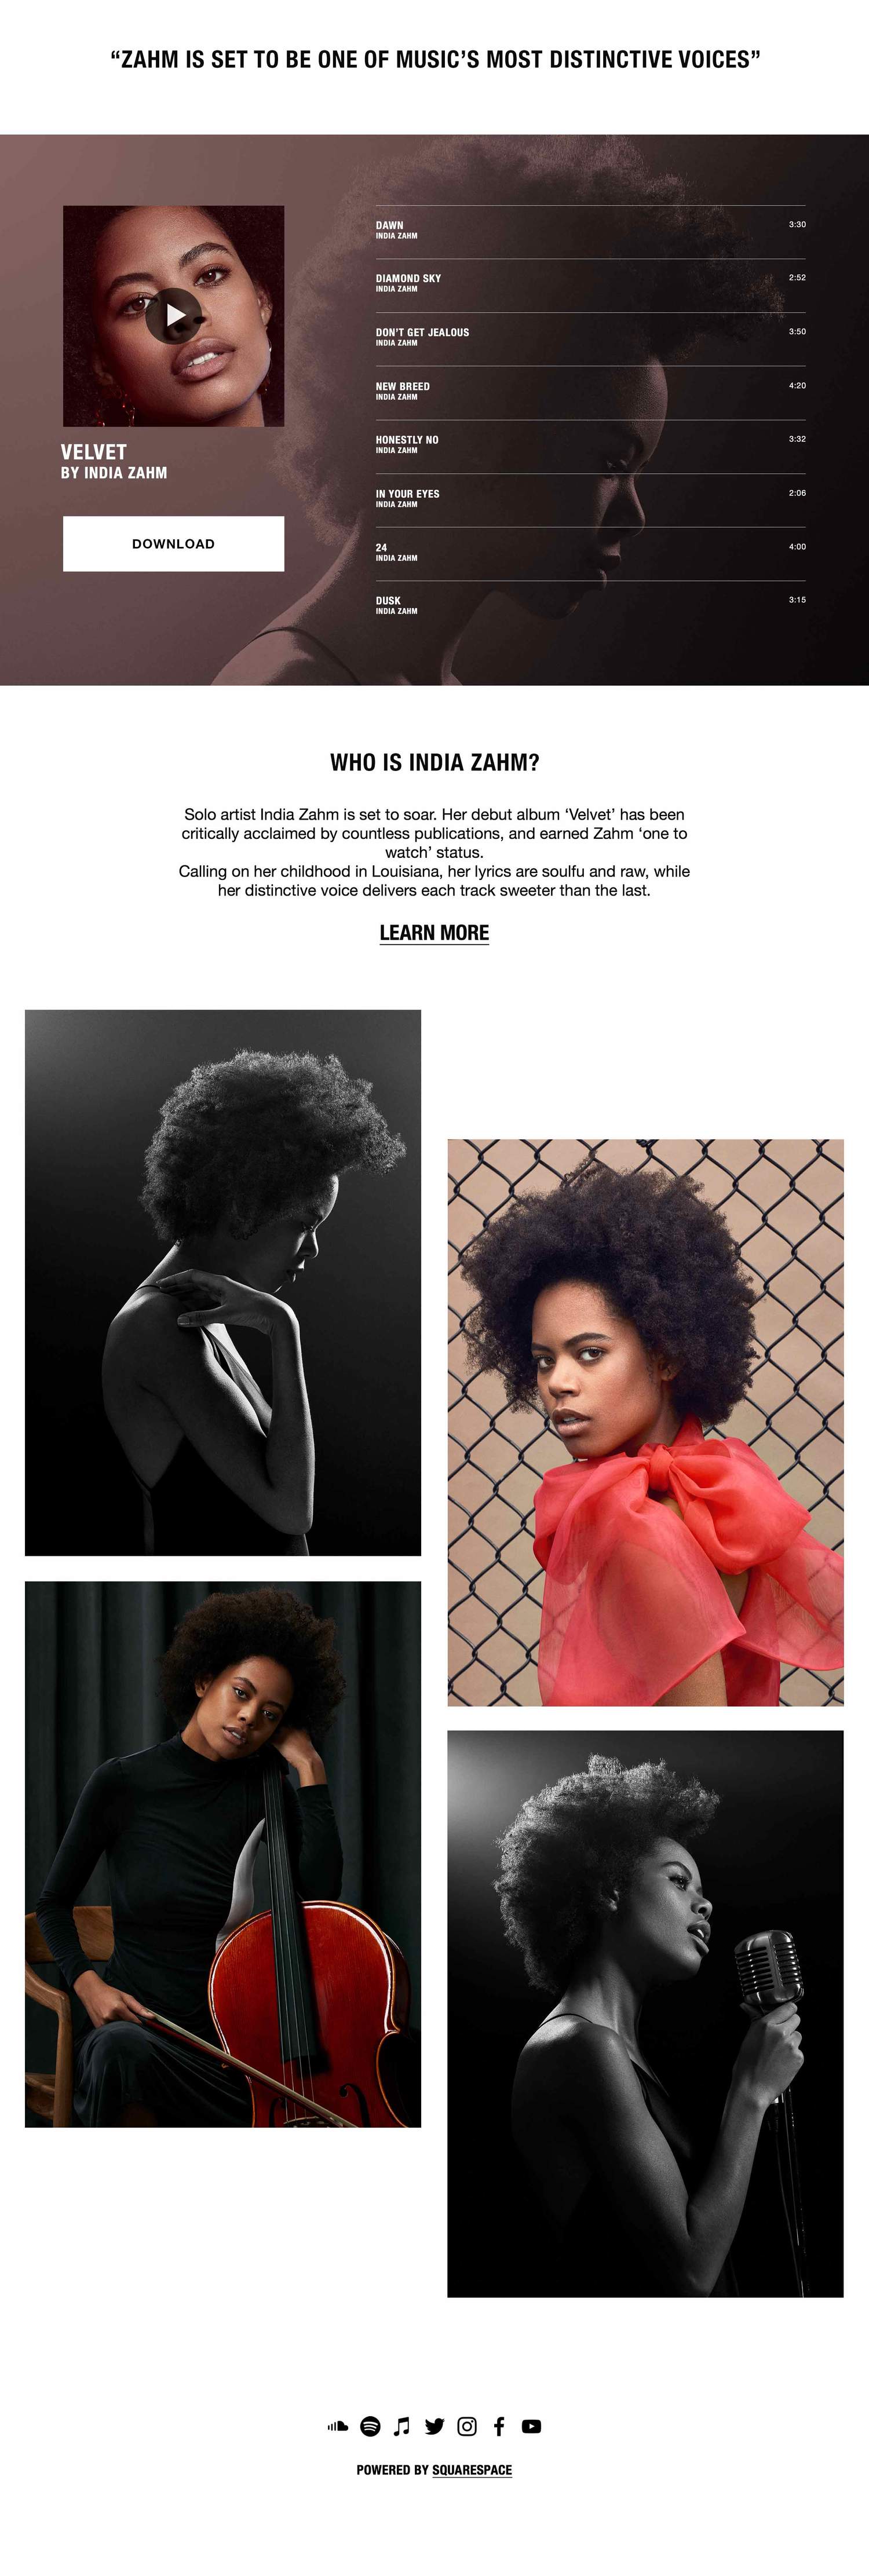 “ZAHM IS SET TO BE ONE OF MUSIC’S MOST DISTINCTIVE VOICES”
VELVET
BY INDIA ZAHM
DOWNLOAD
DAWN 3:30
INDIA ZAHM
DIAMOND SKY 2:52
INDIA ZAHM
DON’T GET JEALOUS 3:50
INDIA ZAHM
NEW BREED 4:20
INDIA ZAHM
HONESTLY NO 3:32
INDIA ZAHM
IN YOUR EYES 2:06
INDIA ZAHM
24 4:00
INDIA ZAHM
DUSK 3:15
INDIA ZAHM
WHO IS INDIA ZAHM?
Solo artist India Zahm is set to soar. Her debut album ‘Velvet’ has been
critically acclaimed by countless publications, and earned Zahm ‘one to
watch’ status.
Calling on her childhood in Louisiana, her lyrics are soulfu and raw, while
her distinctive voice delivers each track sweeter than the last.
LEARN MORE
POWERED BY SQUARESPACE